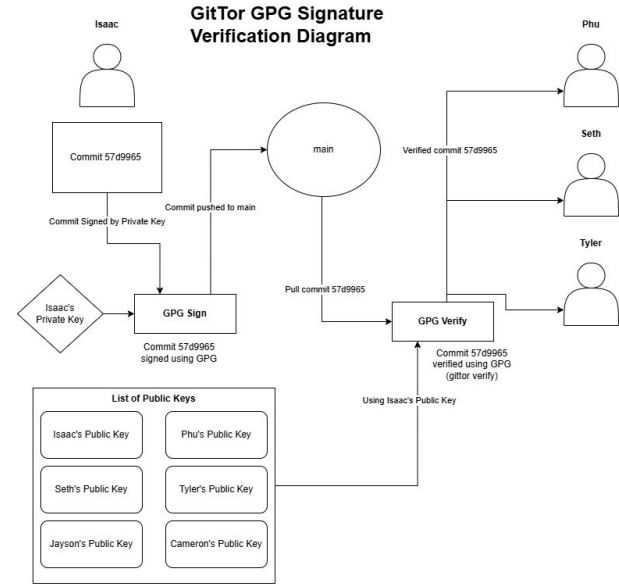 GitTor GPG Signature
Verification Diagram
Isaac
Phu
Commit 57d9965
main
Verified commit 57d9965
Seth
Commit Signed by Private Key
Commit pushed to main
Tyler
Pull commit 57d9965
Isaac's
Private Key
GPG Sign
GPG Verify
Commit 57d9965
signed using GPG
Commit 57d9965
verified using GPG
(gittor verify)
List of Public Keys
Using Isaac's Public Key
Isaac's Public Key
Phu's Public Key
Seth's Public Key
Tyler's Public Key
Jayson's Public Key
Cameron's Public Key